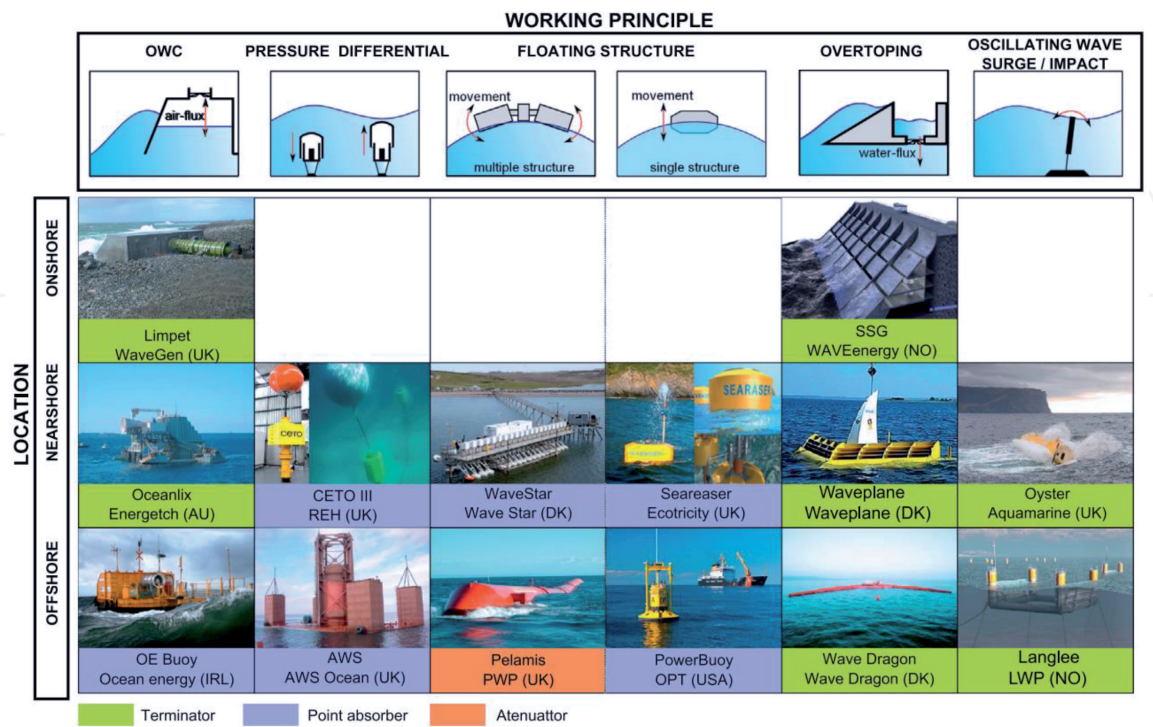 WORKING PRINCIPLE
OWC
PRESSURE DIFFERENTIAL
FLOATING STRUCTURE
OVERTOPING
OSCILLATING WAVE
SURGE / IMPACT
air-flux
movement
multiple structure
movement
single structure
water-flux
LOCATION
ONSHORE
Limpet
WaveGen (UK)
SSG
WAVEenergy (NO)
NEARSHORE
ceto
SEARASER
Oceanlix
Energetch (AU)
CETO III
REH (UK)
WaveStar
Wave Star (DK)
Seareaser
Ecotricity (UK)
Waveplane
Waveplane (DK)
Oyster
Aquamarine (UK)
OFFSHORE
OE Buoy
Ocean energy (IRL)
AWS
AWS Ocean (UK)
Pelamis
PWP (UK)
PowerBuoy
OPT (USA)
Wave Dragon
Wave Dragon (DK)
Langlee
LWP (NO)
Terminator
Point absorber
Atenuattor